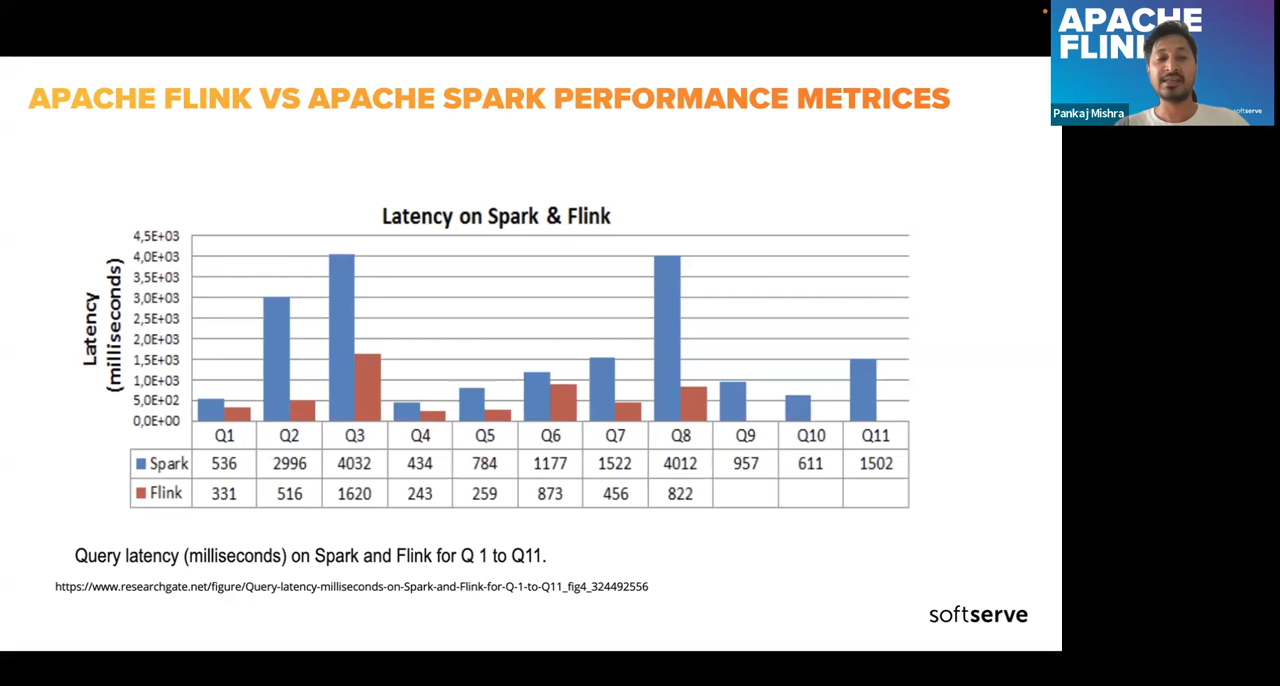 APACHE FLINK VS APACHE SPARK PERFORMANCE METRICES
APACHE
FLIN
Pankaj Mishra
softserve
Latency on Spark & Flink
Latency
(milliseconds)
4,5E+03
4,0E+03
3,5E+03
3,0E+03
2,5E+03
2,0E+03
1,5E+03
1,0E+03
5,0E+02
0,0E+00
Q1 Q2 Q3 Q4 Q5 Q6 Q7 Q8 Q9 Q10 Q11
Spark 536 2996 4032 434 784 1177 1522 4012 957 611 1502
Flink 331 516 1620 243 259 873 456 822
Query latency (milliseconds) on Spark and Flink for Q 1 to Q11.
https://www.researchgate.net/figure/Query-latency-milliseconds-on-Spark-and-Flink-for-Q-1-to-Q11_fig4_324492556
softserve